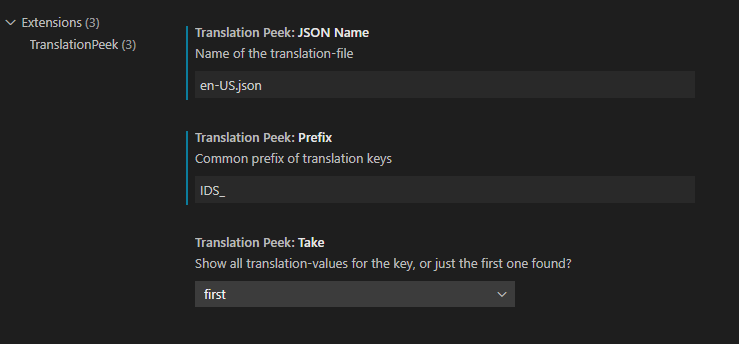 Extensions (3)
TranslationPeek (3)
Translation Peek: JSON Name
Name of the translation-file
en-US.json
Translation Peek: Prefix
Common prefix of translation keys
IDS_
Translation Peek: Take
Show all translation-values for the key, or just the first one found?
first